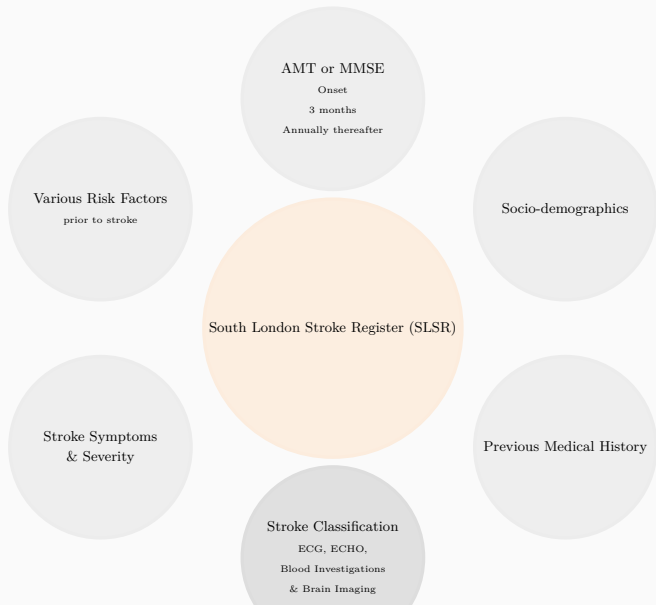 AMT or MMSE
Onset
3 months
Annually thereafter
Various Risk Factors
prior to stroke
Socio-demographics
South London Stroke Register (SLSR)
Stroke Symptoms
& Severity
Previous Medical History
Stroke Classification
ECG, ECHO,
Blood Investigations
& Brain Imaging